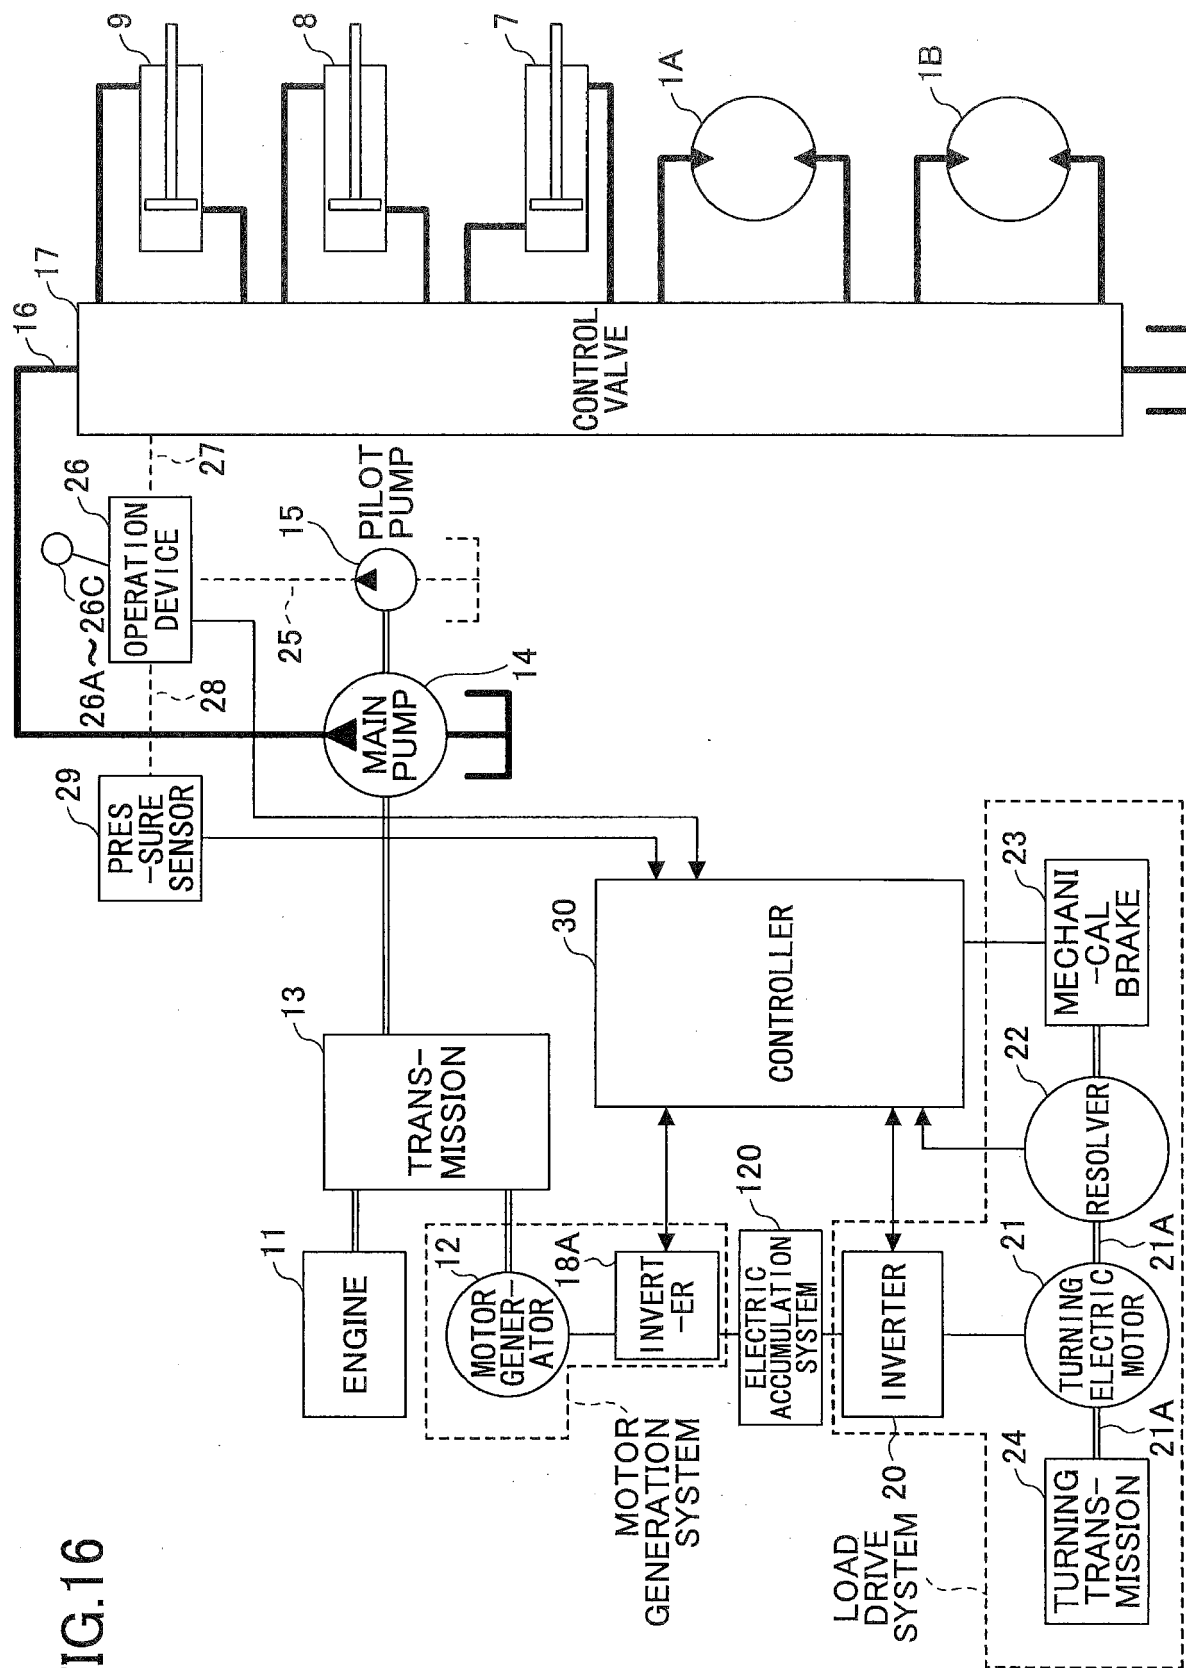 IG.16
ENGINE
11
MOTOR
GENER-
ATOR
12
TRANS-
MISSION
13
MAIN
PUMP
14
PILOT
PUMP
15
25
PRES
-SURE
SENSOR
29
28
26A～26C
OPERATION
DEVICE
26
27
16
17
CONTROL
VALVE
9
8
7
1A
1B
MOTOR
GENERATION
SYSTEM
INVERT
-ER
18A
ELECTRIC
ACCUMULATION
SYSTEM
120
CONTROLLER
30
LOAD
DRIVE
SYSTEM
INVERTER
20
TURNING
TRANS-
MISSION
24
21A
TURNING
ELECTRIC
MOTOR
21
21A
RESOLVER
22
MECHANI
-CAL
BRAKE
23